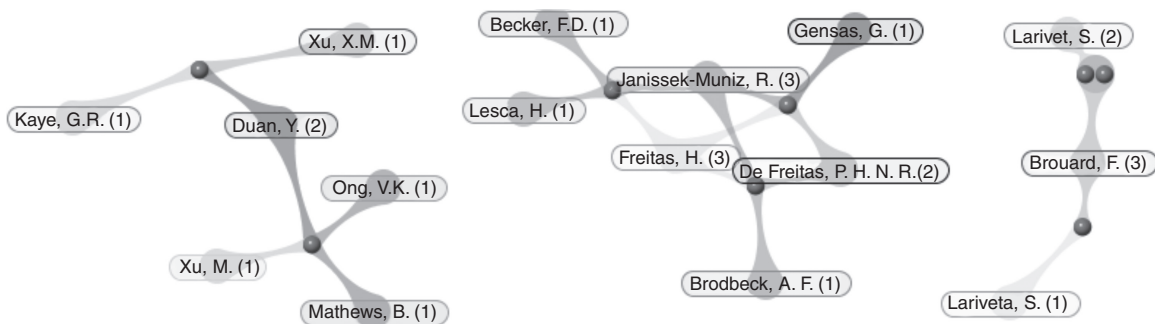 Xu, X.M. (1)
Kaye, G.R. (1)
Duan, Y. (2)
Ong, V.K. (1)
Xu, M. (1)
Mathews, B. (1)
Becker, F.D. (1)
Gensas, G. (1)
Janissek-Muniz, R. (3)
Lesca, H. (1)
Freitas, H. (3)
De Freitas, P. H. N. R.(2)
Brodbeck, A. F. (1)
Larivet, S. (2)
Brouard, F. (3)
Lariveta, S. (1)